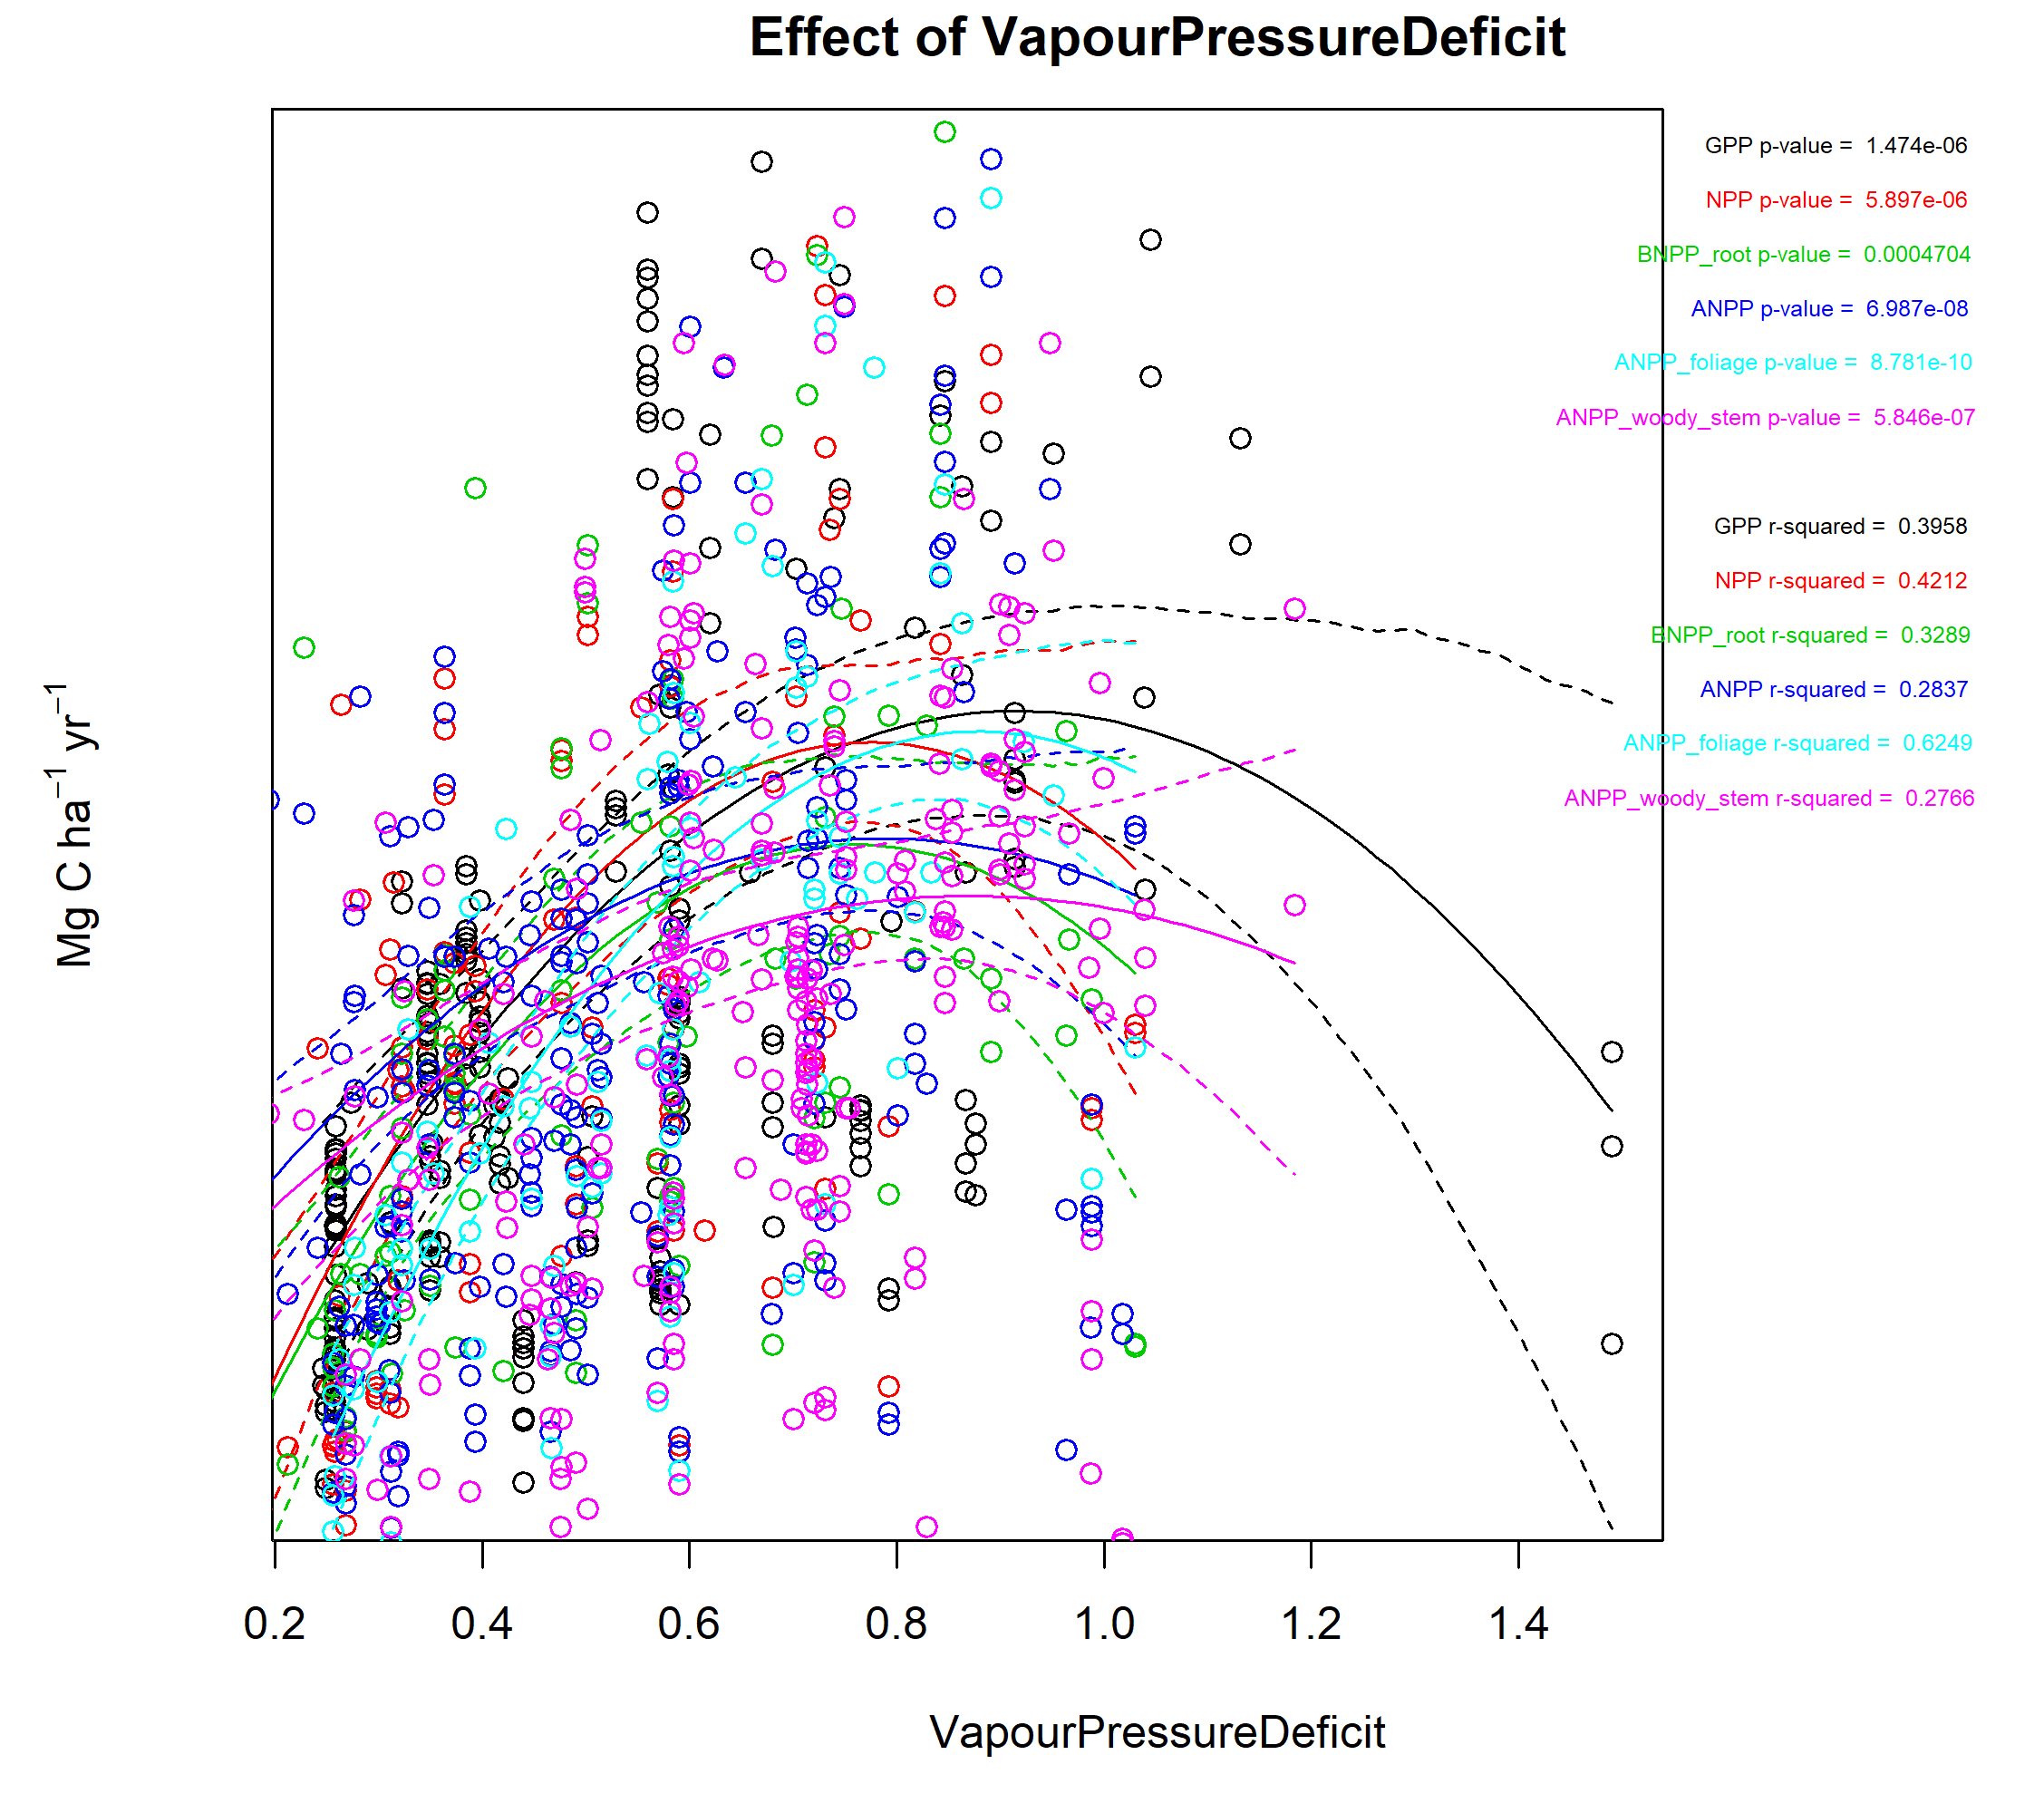 Effect of VapourPressureDeficit
GPP p-value = 1.474e-06
NPP p-value = 5.897e-06
BNPP_root p-value = 0.0004704
ANPP p-value = 6.987e-08
ANPP_foliage p-value = 8.781e-10
ANPP_woody_stem p-value = 5.846e-07
GPP r-squared = 0.3958
NPP r-squared = 0.4212
BNPP_root r-squared = 0.3289
ANPP r-squared = 0.2837
ANPP_foliage r-squared = 0.6249
ANPP_woody_stem r-squared = 0.2766
Mg C ha⁻¹ yr⁻¹
0.2 0.4 0.6 0.8 1.0 1.2 1.4
VapourPressureDeficit